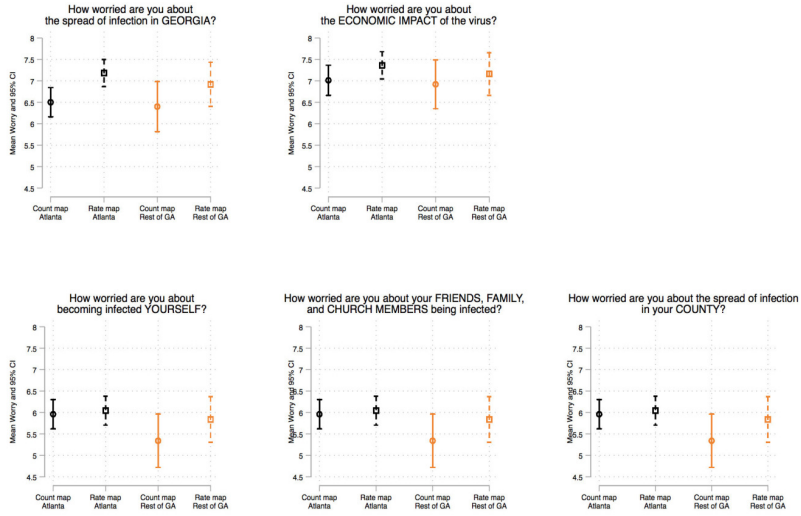 How worried are you about
the spread of infection in GEORGIA?
Mean Worry and 95% CI
8
7.5
7
6.5
6
5.5
5
4.5
Count map
Atlanta
Rate map
Atlanta
Count map
Rest of GA
Rate map
Rest of GA
How worried are you about
the ECONOMIC IMPACT of the virus?
Mean Worry and 95% CI
8
7.5
7
6.5
6
5.5
5
4.5
Count map
Atlanta
Rate map
Atlanta
Count map
Rest of GA
Rate map
Rest of GA
How worried are you about
becoming infected YOURSELF?
Mean Worry and 95% CI
8
7.5
7
6.5
6
5.5
5
4.5
Count map
Atlanta
Rate map
Atlanta
Count map
Rest of GA
Rate map
Rest of GA
How worried are you about your FRIENDS, FAMILY,
and CHURCH MEMBERS being infected?
Mean Worry and 95% CI
8
7.5
7
6.5
6
5.5
5
4.5
Count map
Atlanta
Rate map
Atlanta
Count map
Rest of GA
Rate map
Rest of GA
How worried are you about the spread of infection
in your COUNTY?
Mean Worry and 95% CI
8
7.5
7
6.5
6
5.5
5
4.5
Count map
Atlanta
Rate map
Atlanta
Count map
Rest of GA
Rate map
Rest of GA